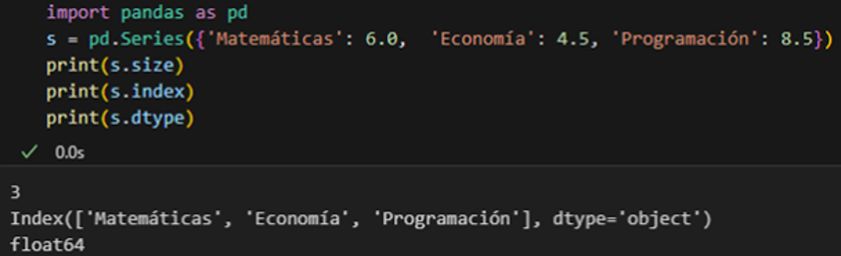 import pandas as pd
s = pd.Series({'Matemáticas': 6.0,  'Economía': 4.5, 'Programación': 8.5})
print(s.size)
print(s.index)
print(s.dtype)
✓ 0.0s
3
Index(['Matemáticas', 'Economía', 'Programación'], dtype='object')
float64